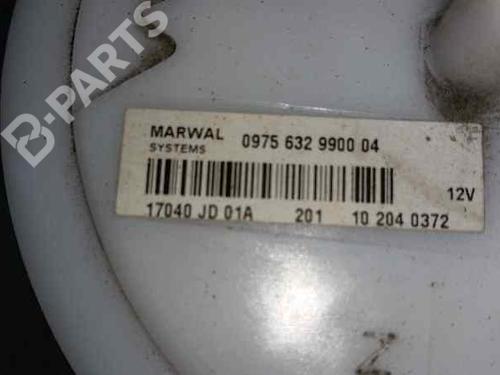 B-PARTS
MARWAL
SYSTEMS
0975 632 9900 04
12V
17040 JD 01A 201 10 204 0372